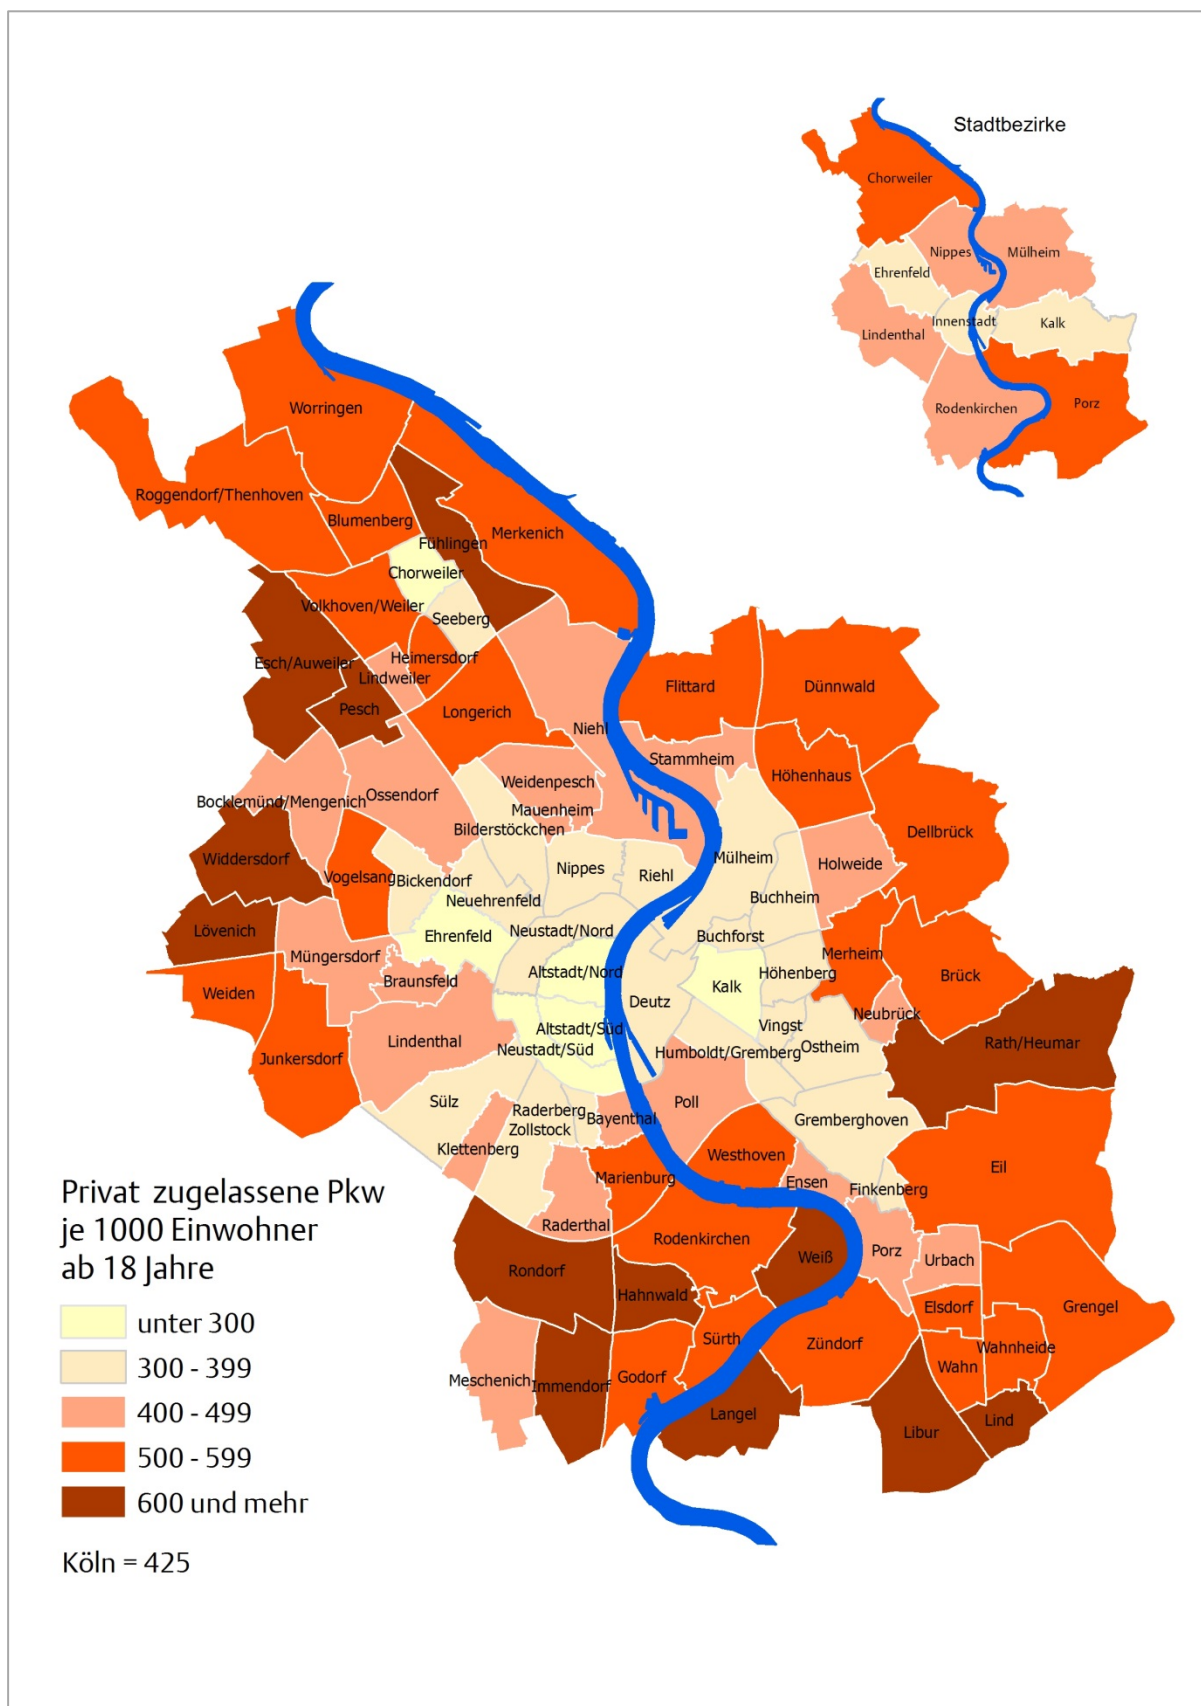 Stadtbezirke
Chorweiler
Nippes
Mülheim
Ehrenfeld
Innenstadt
Kalk
Lindenthal
Rodenkirchen
Porz
Worringen
Roggendorf/Thenhoven
Blumenberg
Merkenich
Fühlingen
Chorweiler
Volkhoven/Weiler
Seeberg
Esch/Auweiler
Heimersdorf
Lindweiler
Pesch
Longerich
Niehl
Flittard
Dünnwald
Stammheim
Höhenhaus
Weidenpesch
Bocklemünd/Mengenich
Ossendorf
Mauenheim
Bilderstöckchen
Dellbrück
Widdersdorf
Vogelsang
Bickendorf
Nippes
Riehl
Mülheim
Holweide
Neuehrenfeld
Buchheim
Lövenich
Ehrenfeld
Neustadt/Nord
Buchforst
Müngersdorf
Altstadt/Nord
Höhenberg
Merheim
Brück
Braunsfeld
Kalk
Weiden
Deutz
Neubrück
Lindenthal
Altstadt/Süd
Vingst
Ostheim
Rath/Heumar
Junkersdorf
Neustadt/Süd
Humboldt/Gremberg
Sülz
Raderberg
Zollstock
Bayenthal
Poll
Gremberghoven
Klettenberg
Westhoven
Marienburg
Ensen
Finkenberg
Eil
Raderthal
Rodenkirchen
Weiß
Porz
Urbach
Rondorf
Hahnwald
Elsdorf
Grengel
Sürth
Zündorf
Wahnheide
Wahn
Meschenich
Immendorf
Godorf
Langel
Libur
Lind
Privat zugelassene Pkw
je 1000 Einwohner
ab 18 Jahre
unter 300
300 - 399
400 - 499
500 - 599
600 und mehr
Köln = 425